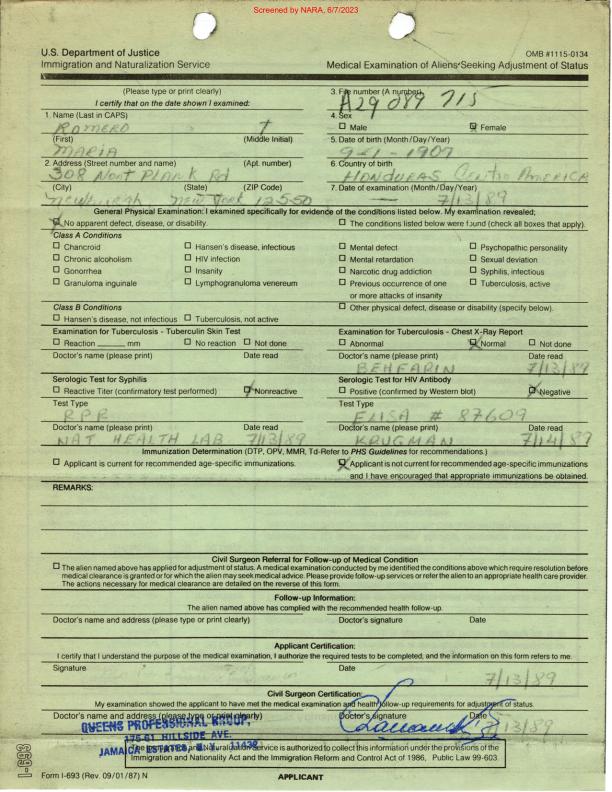 Screened by NARA, 6/7/2023
U.S. Department of Justice
Immigration and Naturalization Service
OMB #1115-0134
Medical Examination of Aliens Seeking Adjustment of Status
(Please type or print clearly)
I certify that on the date shown I examined:
3. File number (A number)
A29 089 715
1. Name (Last in CAPS)
ROMERO
4. Sex
Male
Female
(First)
(Middle Initial)
MARIA
5. Date of birth (Month/Day/Year)
1907
2. Address (Street number and name)
(Apt. number)
308 PLANK Rd
6. Country of birth
HONDURAS Centro AMERICA
(City)
(State)
(ZIP Code)
new york 12550
7. Date of examination (Month/Day/Year)
7/13/89
General Physical Examination: I examined specifically for evidence of the conditions listed below. My examination revealed;
No apparent defect, disease, or disability.
The conditions listed below were found (check all boxes that apply).
Class A Conditions
Chancroid
Hansen's disease, infectious
Mental defect
Psychopathic personality
Chronic alcoholism
HIV infection
Mental retardation
Sexual deviation
Gonorrhea
Insanity
Narcotic drug addiction
Syphilis, infectious
Granuloma inguinale
Lymphogranuloma venereum
Previous occurrence of one
or more attacks of insanity
Tuberculosis, active
Class B Conditions
Hansen's disease, not infectious
Tuberculosis, not active
Other physical defect, disease or disability (specify below).
Examination for Tuberculosis - Tuberculin Skin Test
Reaction ______ mm
No reaction
Not done
Doctor's name (please print)
Date read
Examination for Tuberculosis - Chest X-Ray Report
Abnormal
Normal
Not done
Doctor's name (please print)
Date read
BEHFARIN 7/13/89
Serologic Test for Syphilis
Reactive Titer (confirmatory test performed)
Nonreactive
Test Type
RPR
Doctor's name (please print)
Date read
NAT HEALTH LAB 7/13/89
Serologic Test for HIV Antibody
Positive (confirmed by Western blot)
Negative
Test Type
ELISA # 87609
Doctor's name (please print)
Date read
KRUGMAN 7/14/89
Immunization Determination (DTP, OPV, MMR, Td-Refer to PHS Guidelines for recommendations.)
Applicant is current for recommended age-specific immunizations.
Applicant is not current for recommended age-specific immunizations
and I have encouraged that appropriate immunizations be obtained.
REMARKS:
Civil Surgeon Referral for Follow-up of Medical Condition
The alien named above has applied for adjustment of status. A medical examination conducted by me identified the conditions above which require resolution before
medical clearance is granted or for which the alien may seek medical advice. Please provide follow-up services or refer the alien to an appropriate health care provider.
The actions necessary for medical clearance are detailed on the reverse of this form.
Follow-up Information:
The alien named above has complied with the recommended health follow-up.
Doctor's name and address (please type or print clearly)
Doctor's signature
Date
Applicant Certification:
I certify that I understand the purpose of the medical examination, I authorize the required tests to be completed, and the information on this form refers to me.
Signature
Date
7/13/89
Civil Surgeon Certification:
My examination showed the applicant to have met the medical examination and health follow-up requirements for adjustment of status.
Doctor's name and address (please type or print clearly)
Doctor's signature
Date
7/13/89
QUEENS PROFESSIONAL GROUP,
175-61 HILLSIDE AVE.
JAMAICA ESTATES, N.Y. 11432
The Immigration and Naturalization Service is authorized to collect this information under the provisions of the
Immigration and Nationality Act and the Immigration Reform and Control Act of 1986, Public Law 99-603.
I-693
Form I-693 (Rev. 09/01/87) N
APPLICANT